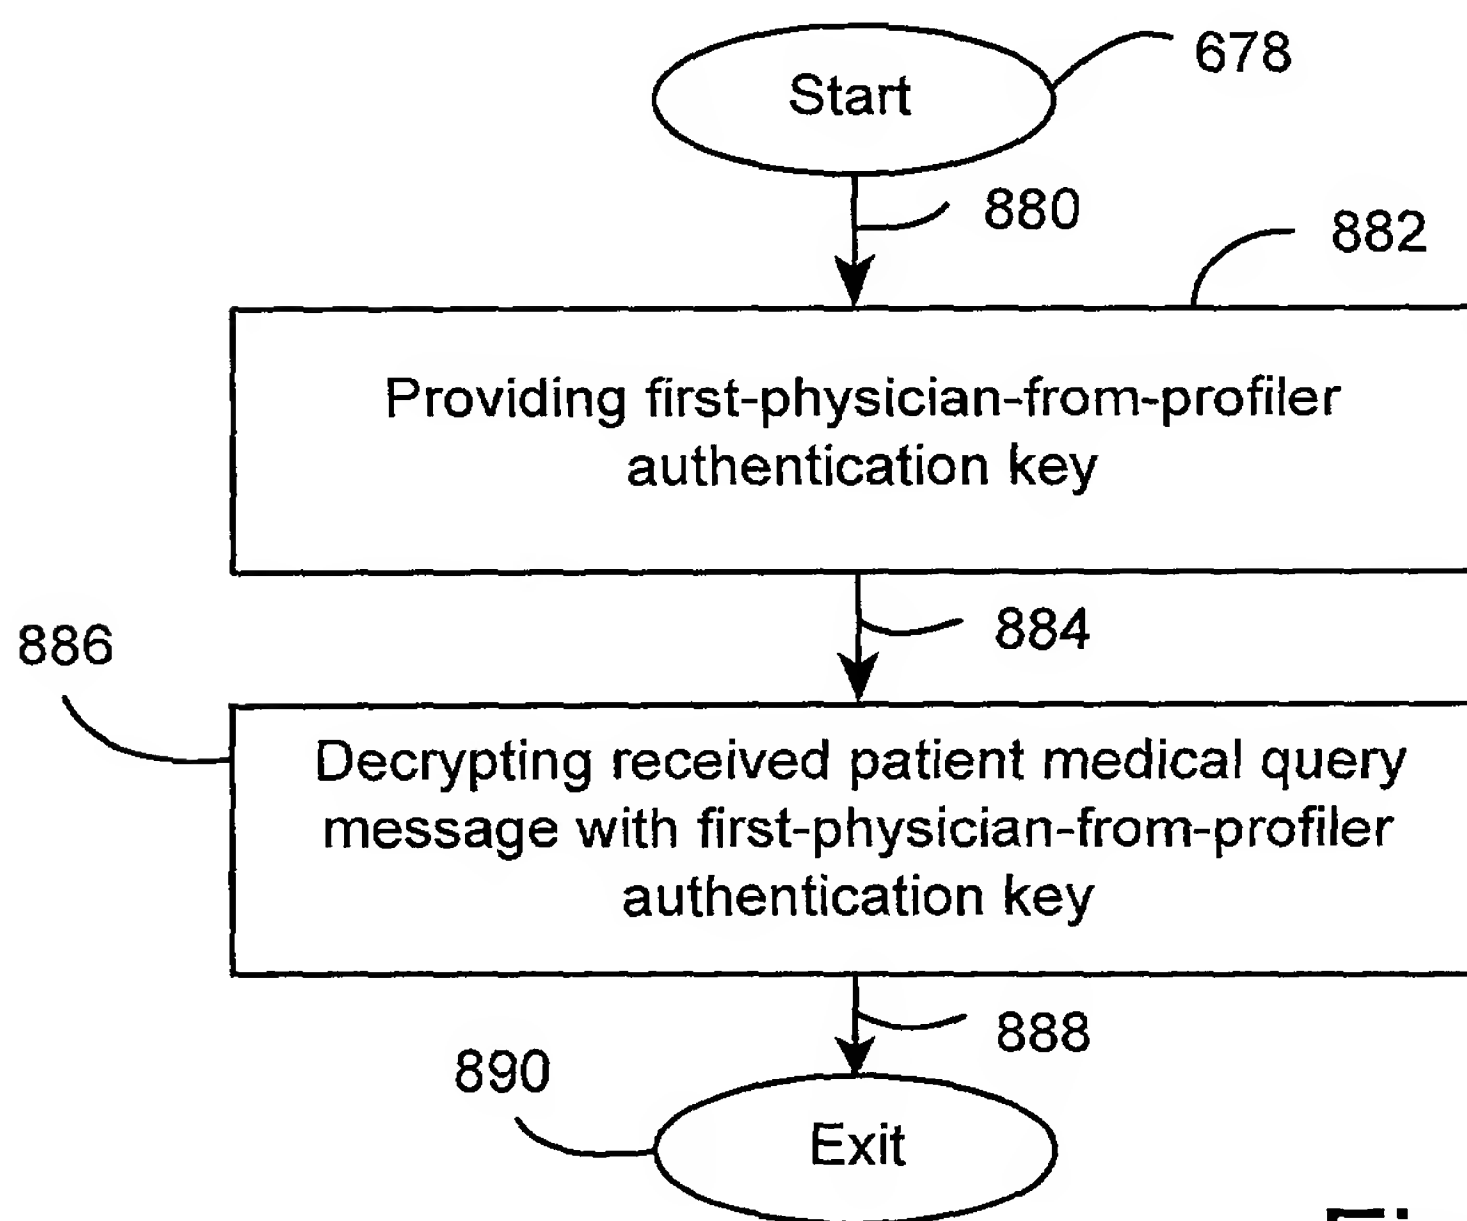 Start
678
880
882
Providing first-physician-from-profiler
authentication key
884
886
Decrypting received patient medical query
message with first-physician-from-profiler
authentication key
888
890
Exit